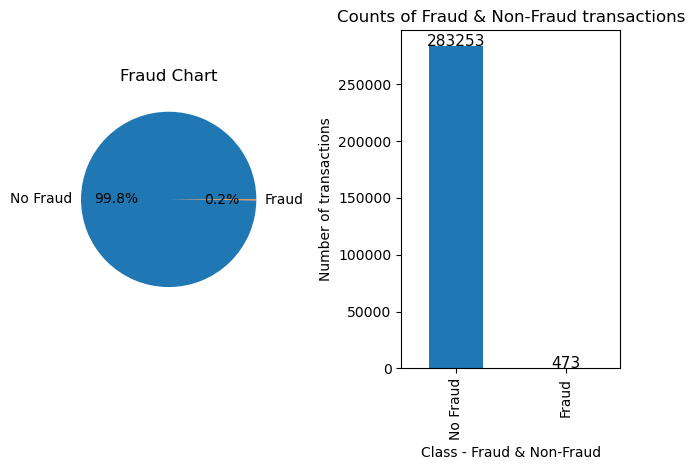 Fraud Chart
No Fraud
99.8%
0.2%
Fraud
Counts of Fraud & Non-Fraud transactions
283253
Number of transactions
250000
200000
150000
100000
50000
0
473
No Fraud
Fraud
Class - Fraud & Non-Fraud